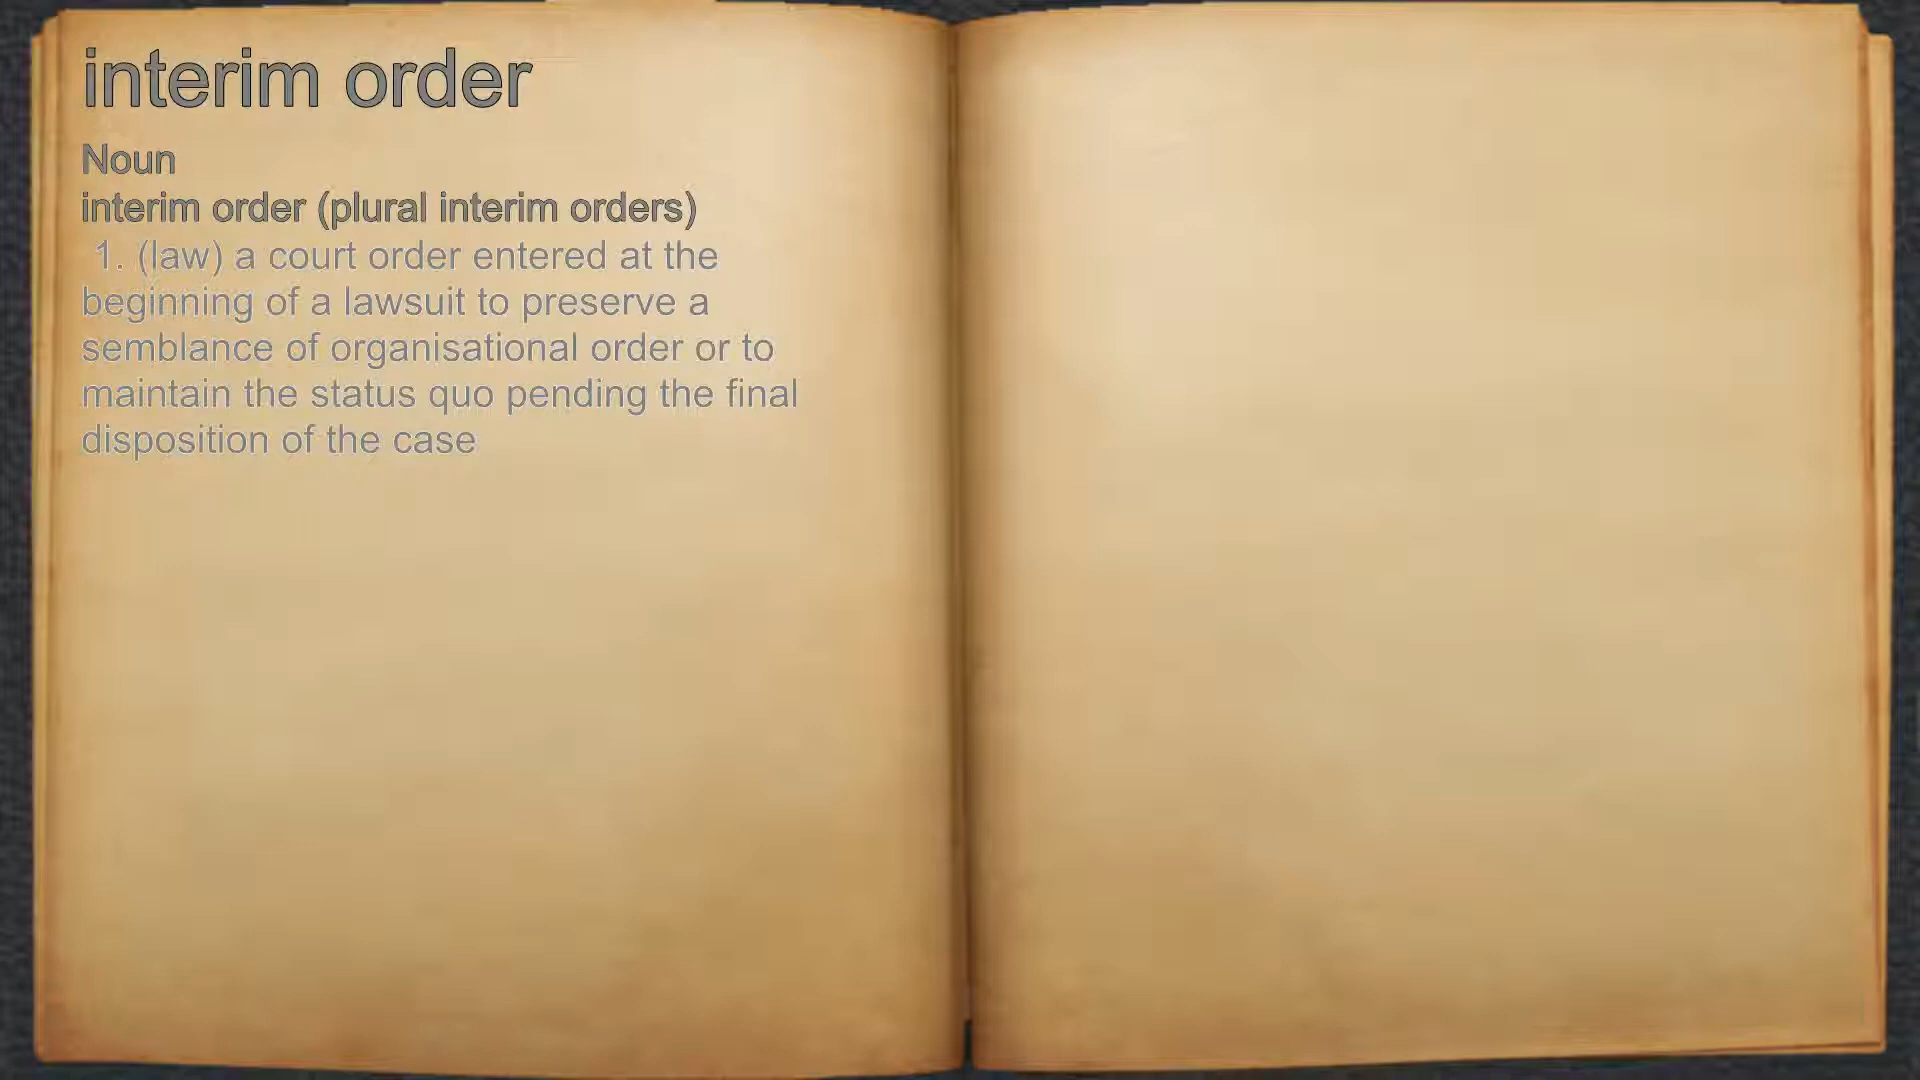 interim order
Noun
interim order (plural interim orders)
1. (law) a court order entered at the
beginning of a lawsuit to preserve a
semblance of organisational order or to
maintain the status quo pending the final
disposition of the case